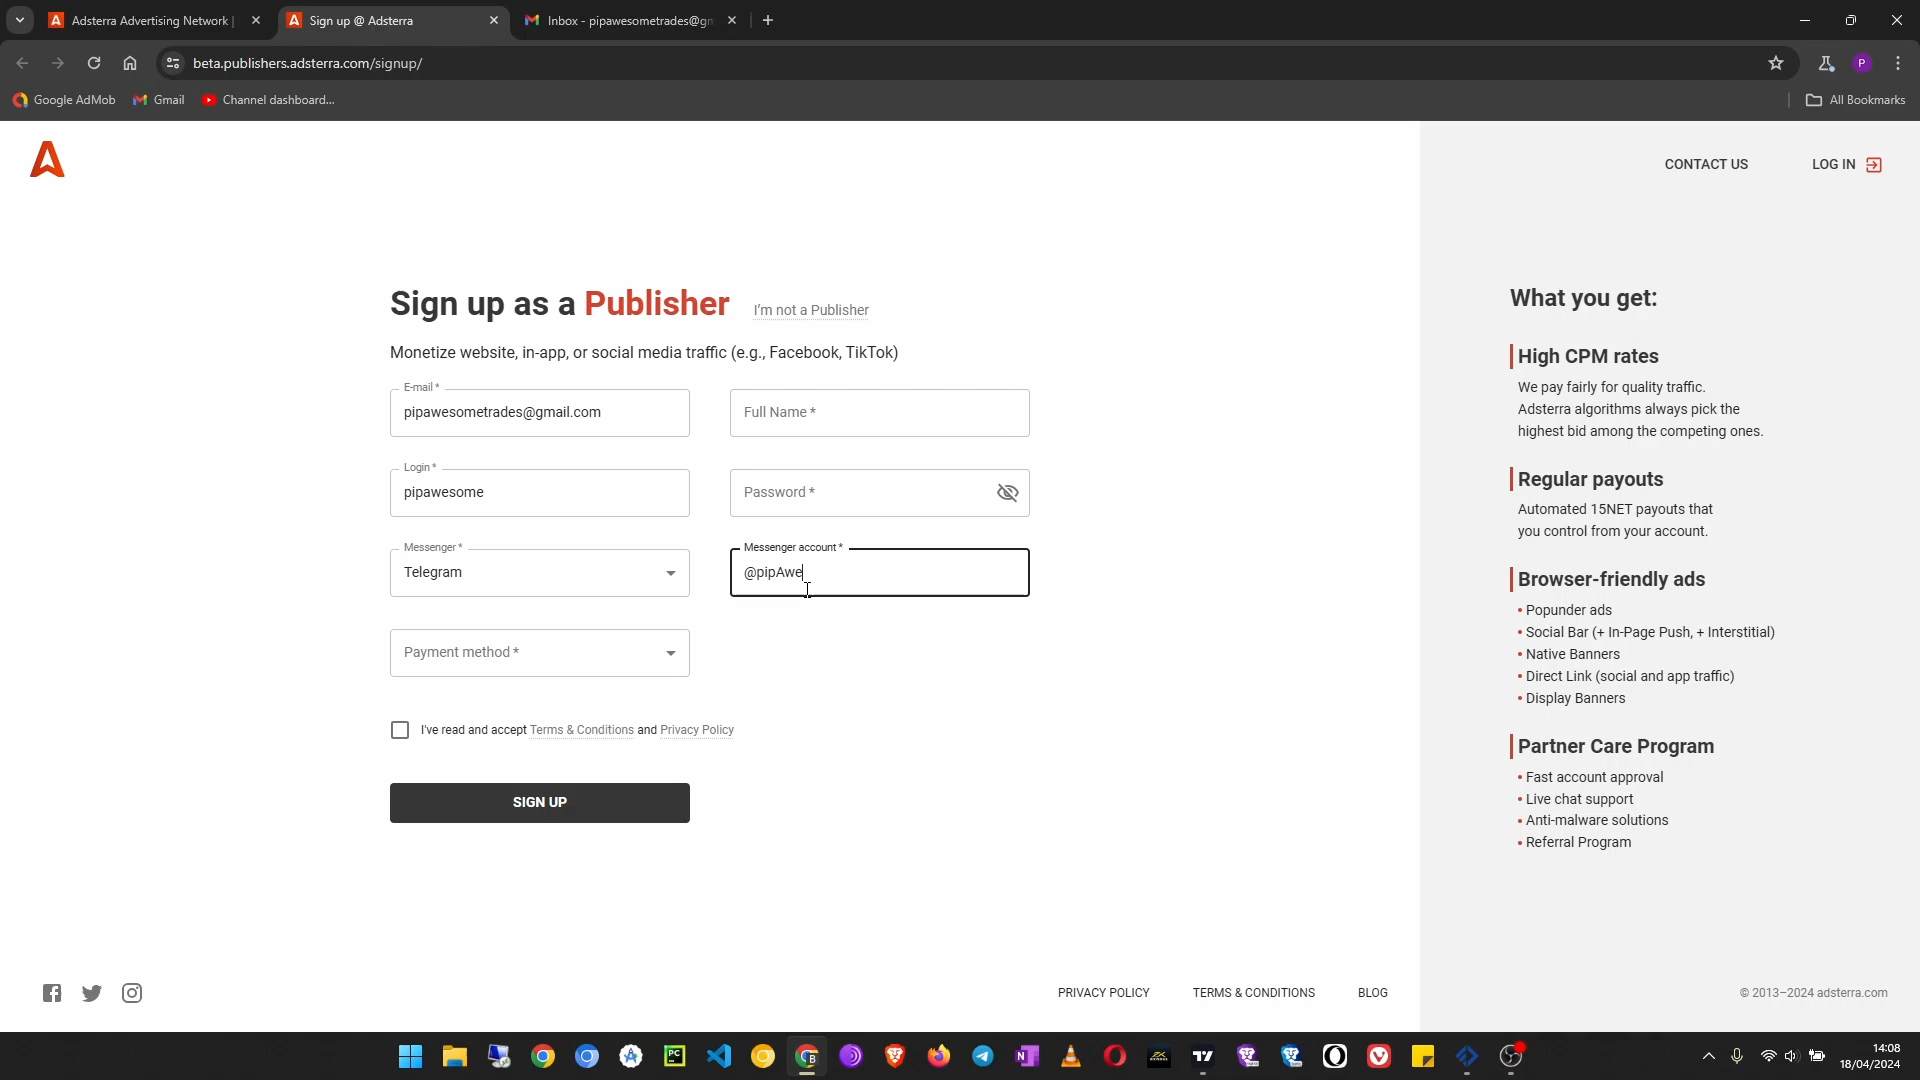 Adsterra Advertising Network |
Sign up @ Adsterra
Inbox - pipawesometrades@gm
beta.publishers.adsterra.com/signup/
P
Google AdMob
Gmail
Channel dashboard...
All Bookmarks
CONTACT US
LOG IN
Sign up as a Publisher
I'm not a Publisher
Monetize website, in-app, or social media traffic (e.g., Facebook, TikTok)
E-mail *
pipawesometrades@gmail.com
Full Name *
Login *
pipawesome
Password *
Messenger *
Telegram
Messenger account *
@pipAwe
Payment method *
I've read and accept Terms & Conditions and Privacy Policy
SIGN UP
What you get:
High CPM rates
We pay fairly for quality traffic.
Adsterra algorithms always pick the
highest bid among the competing ones.
Regular payouts
Automated 15NET payouts that
you control from your account.
Browser-friendly ads
• Popunder ads
• Social Bar (+ In-Page Push, + Interstitial)
• Native Banners
• Direct Link (social and app traffic)
• Display Banners
Partner Care Program
• Fast account approval
• Live chat support
• Anti-malware solutions
• Referral Program
PRIVACY POLICY
TERMS & CONDITIONS
BLOG
© 2013–2024 adsterra.com
14:08
18/04/2024